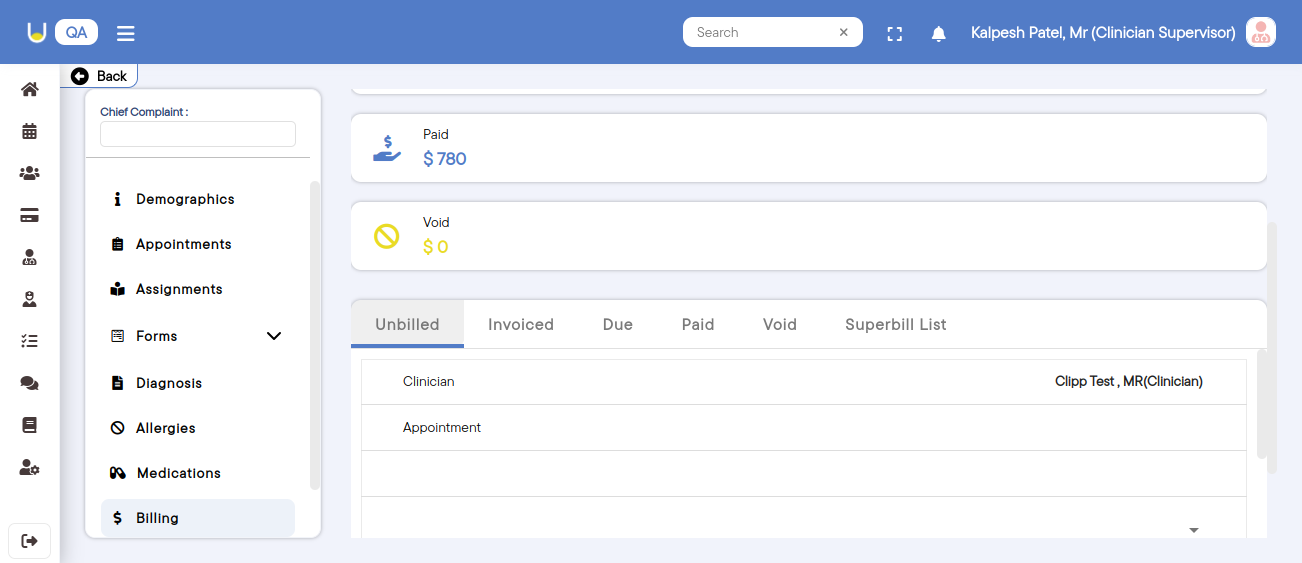 QA
Search
Kalpesh Patel, Mr (Clinician Supervisor)
Back
Chief Complaint :
Demographics
Appointments
Assignments
Forms
Diagnosis
Allergies
Medications
Billing
Paid
$ 780
Void
$ 0
Unbilled Invoiced Due Paid Void Superbill List
Clinician Clipp Test , MR(Clinician)
Appointment